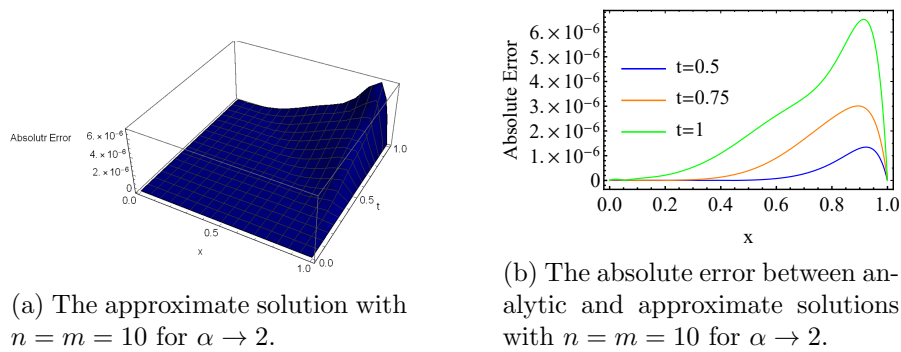 Absolutr Error
6. × 10⁻⁶
4. × 10⁻⁶
2. × 10⁻⁶
0
0.0
0.5
x
1.0
0.0
0.5
t
1.0
(a) The approximate solution with
n = m = 10 for α → 2.
Absolute Error
6. × 10⁻⁶
5. × 10⁻⁶
4. × 10⁻⁶
3. × 10⁻⁶
2. × 10⁻⁶
1. × 10⁻⁶
0
t=0.5
t=0.75
t=1
0.0 0.2 0.4 0.6 0.8 1.0
x
(b) The absolute error between an-
alytic and approximate solutions
with n = m = 10 for α → 2.